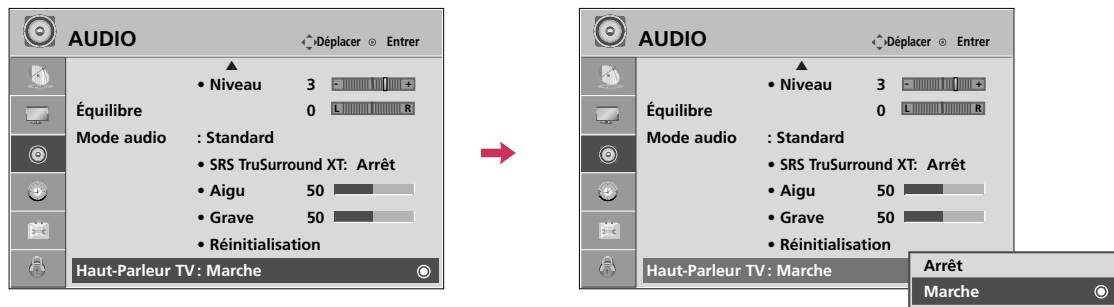 AUDIO Déplacer Entrer
• Niveau 3 - +
Équilibre 0 L R
Mode audio : Standard
• SRS TruSurround XT: Arrêt
• Aigu 50
• Grave 50
• Réinitialisation
Haut-Parleur TV : Marche
AUDIO Déplacer Entrer
• Niveau 3 - +
Équilibre 0 L R
Mode audio : Standard
• SRS TruSurround XT: Arrêt
• Aigu 50
• Grave 50
• Réinitialisation
Haut-Parleur TV : Marche
Arrêt
Marche